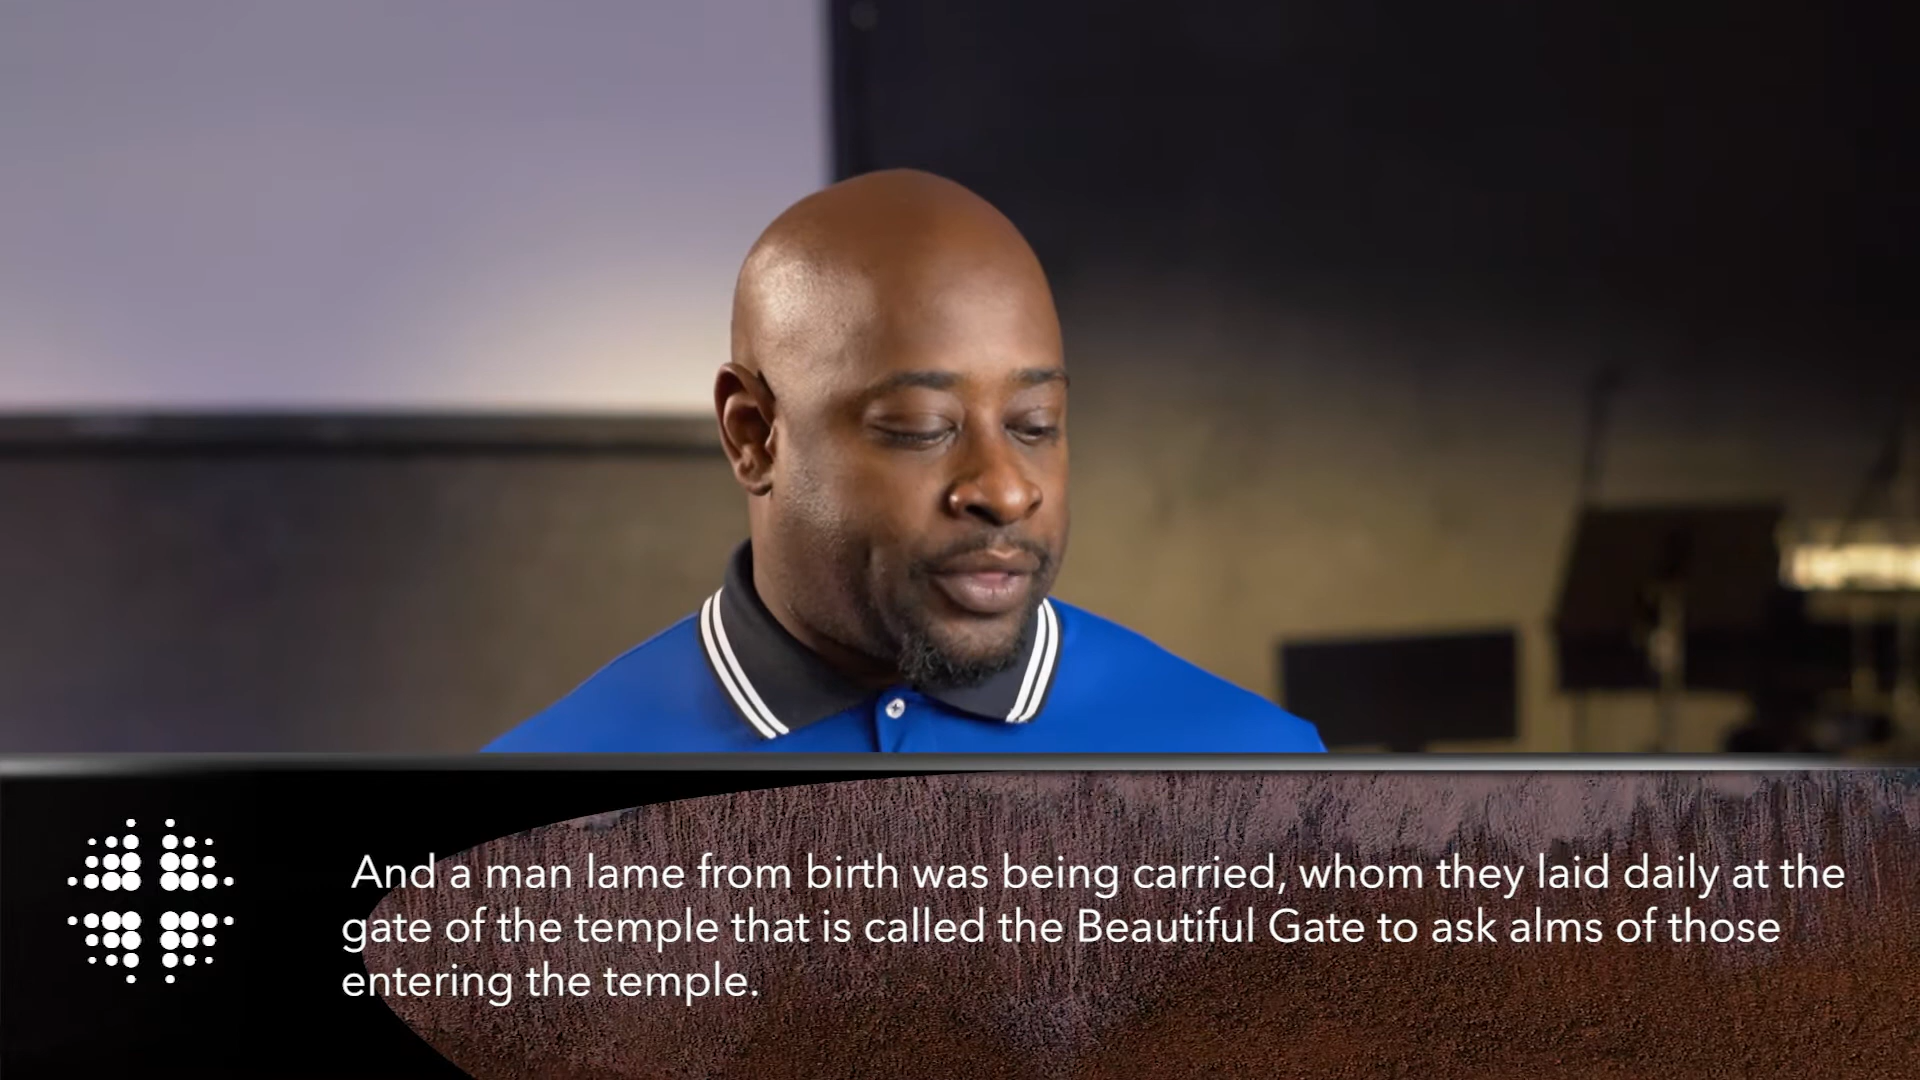 And a man lame from birth was being carried, whom they laid daily at the
gate of the temple that is called the Beautiful Gate to ask alms of those
entering the temple.